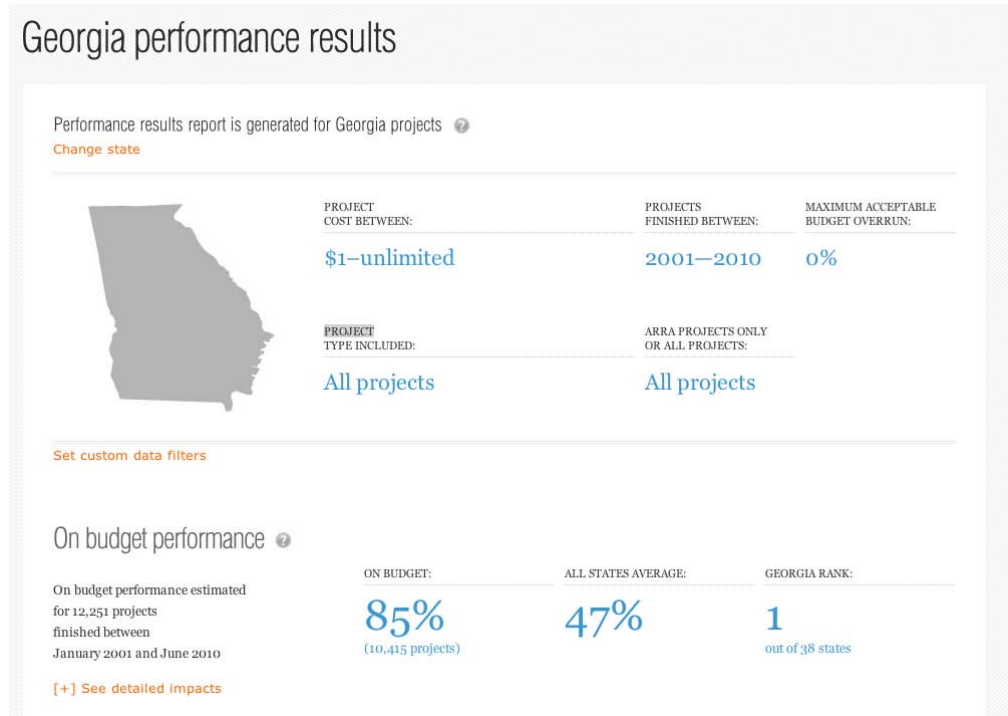 Georgia performance results
Performance results report is generated for Georgia projects ?
Change state
PROJECT
COST BETWEEN:
$1–unlimited
PROJECTS
FINISHED BETWEEN:
2001—2010
MAXIMUM ACCEPTABLE
BUDGET OVERRUN:
0%
PROJECT
TYPE INCLUDED:
All projects
ARRA PROJECTS ONLY
OR ALL PROJECTS:
All projects
Set custom data filters
On budget performance ?
On budget performance estimated
for 12,251 projects
finished between
January 2001 and June 2010
[+] See detailed impacts
ON BUDGET:
85%
(10,415 projects)
ALL STATES AVERAGE:
47%
GEORGIA RANK:
1
out of 38 states